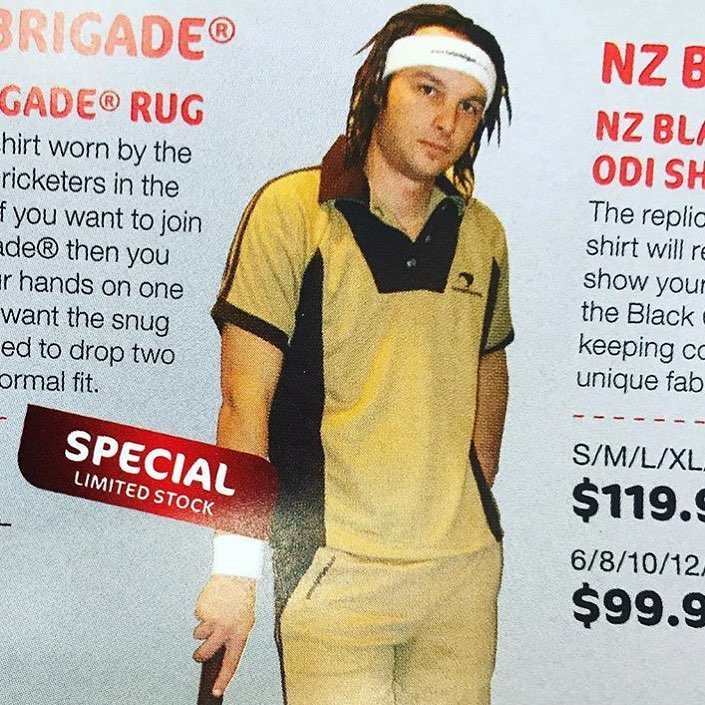 BRIGADE®
GADE® RUG
hirt worn by the
ricketers in the
f you want to join
ade® then you
r hands on one
want the snug
ed to drop two
ormal fit.
SPECIAL
LIMITED STOCK
NZ B
NZ BLA
ODI SH
The replic
shirt will re
show your
the Black
keeping co
unique fab
S/M/L/XL
$119.9
6/8/10/12/
$99.9